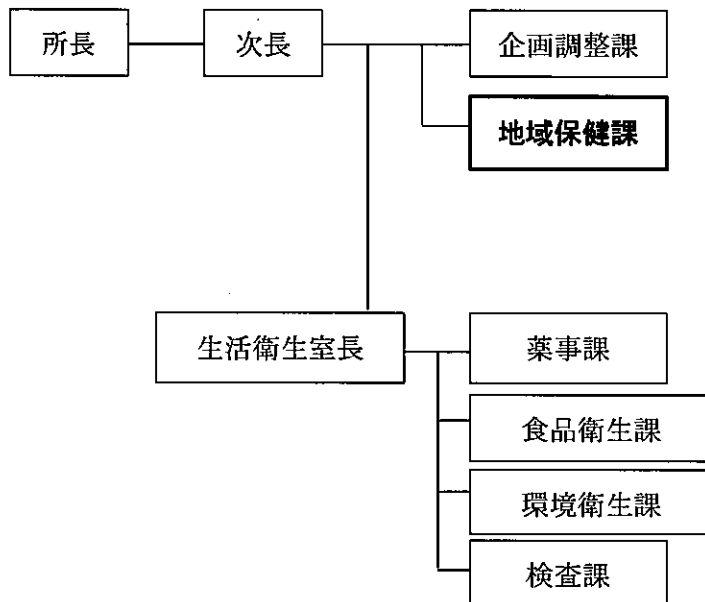 所長
次長
企画調整課
地域保健課
生活衛生室長
薬事課
食品衛生課
環境衛生課
検査課